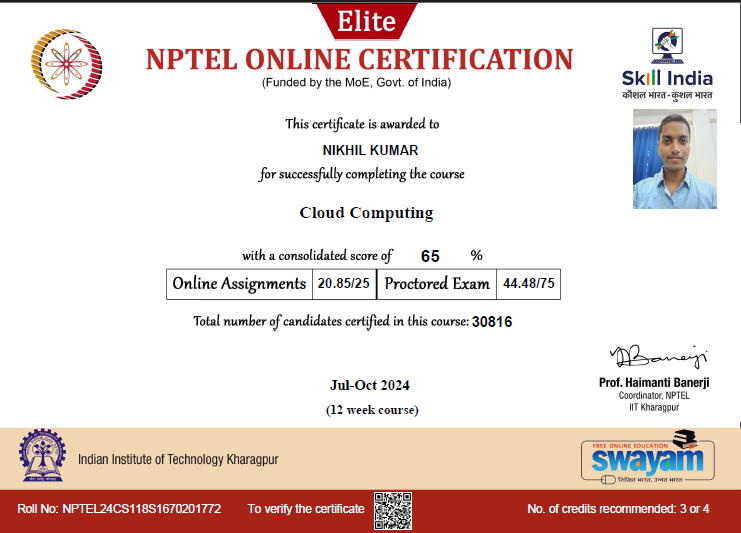 Elite
NPTEL ONLINE CERTIFICATION
(Funded by the MoE, Govt. of India)
Skill India
कौशल भारत - कुशल भारत
This certificate is awarded to
NIKHIL KUMAR
for successfully completing the course
Cloud Computing
with a consolidated score of 65 %
Online Assignments 20.85/25 Proctored Exam 44.48/75
Total number of candidates certified in this course: 30816
Jul-Oct 2024
(12 week course)
Prof. Haimanti Banerji
Coordinator, NPTEL
IIT Kharagpur
Indian Institute of Technology Kharagpur
FREE ONLINE EDUCATION
swayam
शिक्षित भारत, उन्नत भारत
Roll No: NPTEL24CS118S1670201772 To verify the certificate No. of credits recommended: 3 or 4